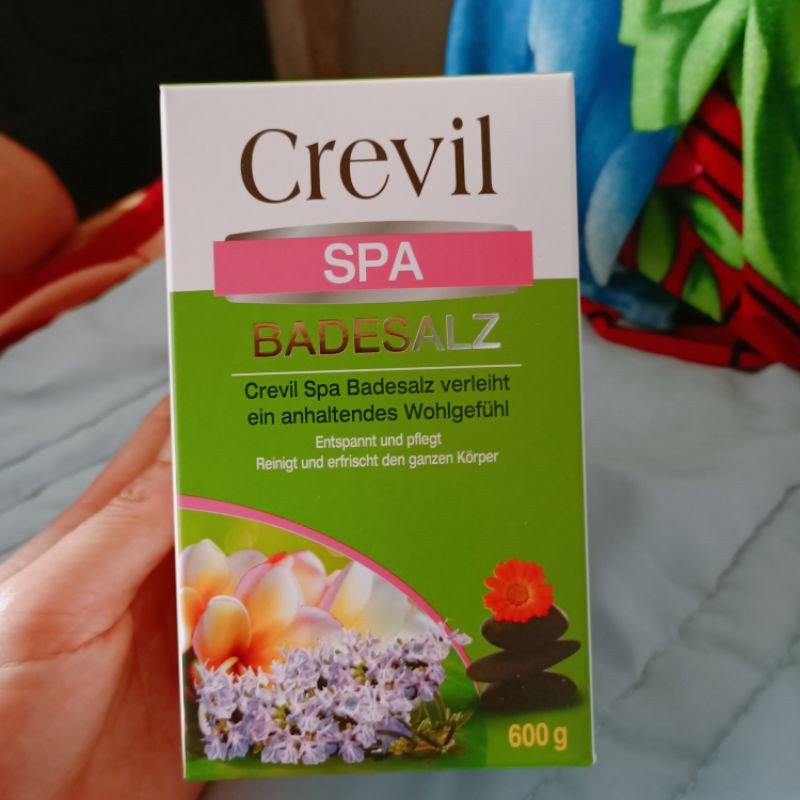 Crevil
SPA
BADESALZ
Crevil Spa Badesalz verleiht
ein anhaltendes Wohlgefühl
Entspannt und pflegt
Reinigt und erfrischt den ganzen Körper
600 g